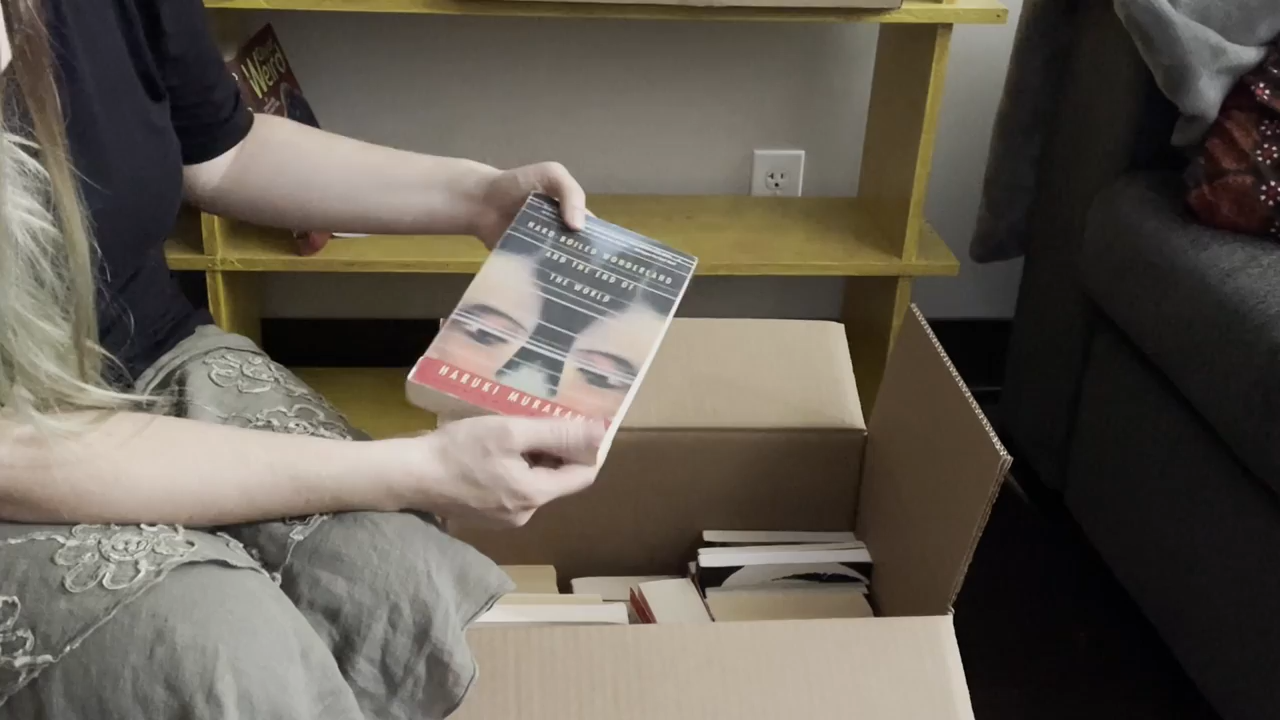 Weird
HARD-BOILED WONDERLAND
AND THE END OF
THE WORLD
HARUKI MURAKAMI